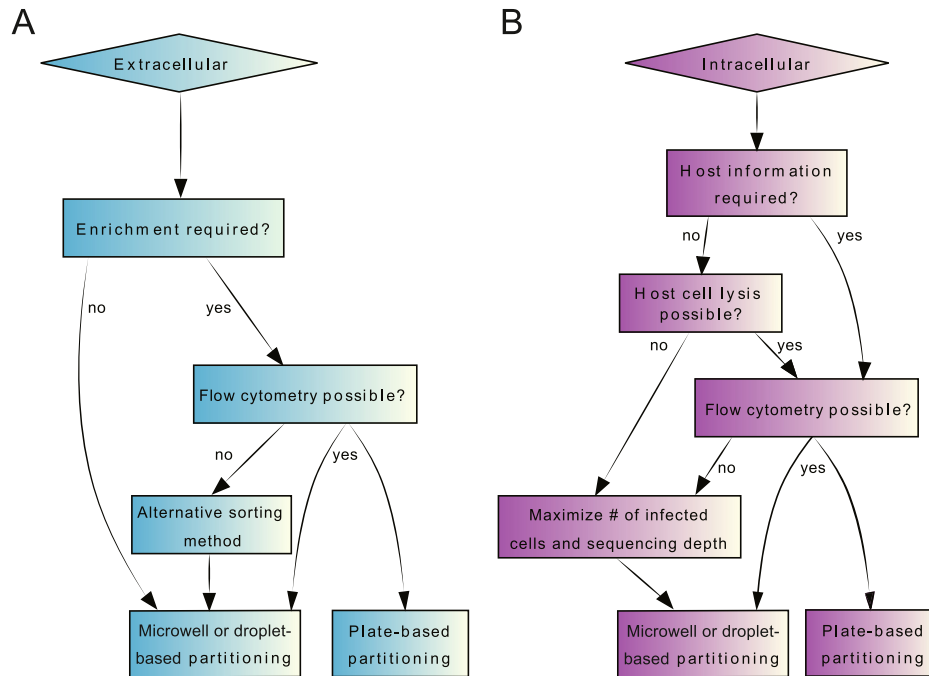 A
Extracellular
Enrichment required?
no
yes
Flow cytometry possible?
no
yes
Alternative sorting
method
Microwell or droplet-
based partitioning
Plate-based
partitioning
B
Intracellular
Host information
required?
no
yes
Host cell lysis
possible?
no
yes
Flow cytometry possible?
no
yes
Maximize # of infected
cells and sequencing depth
Microwell or droplet-
based partitioning
Plate-based
partitioning